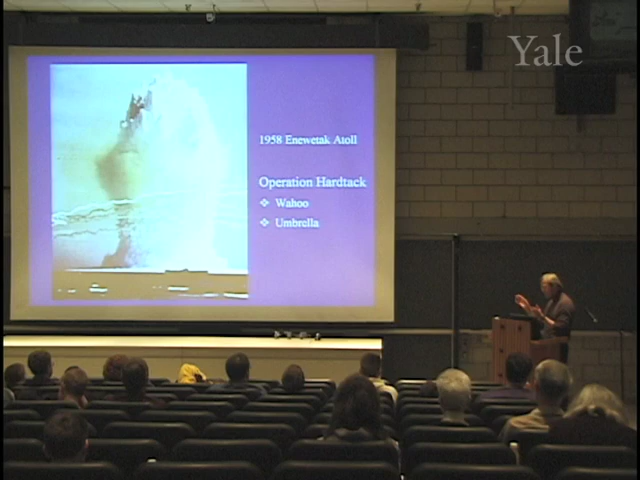 Yale
1958 Enewetak Atoll
Operation Hardtack
❖ Wahoo
❖ Umbrella